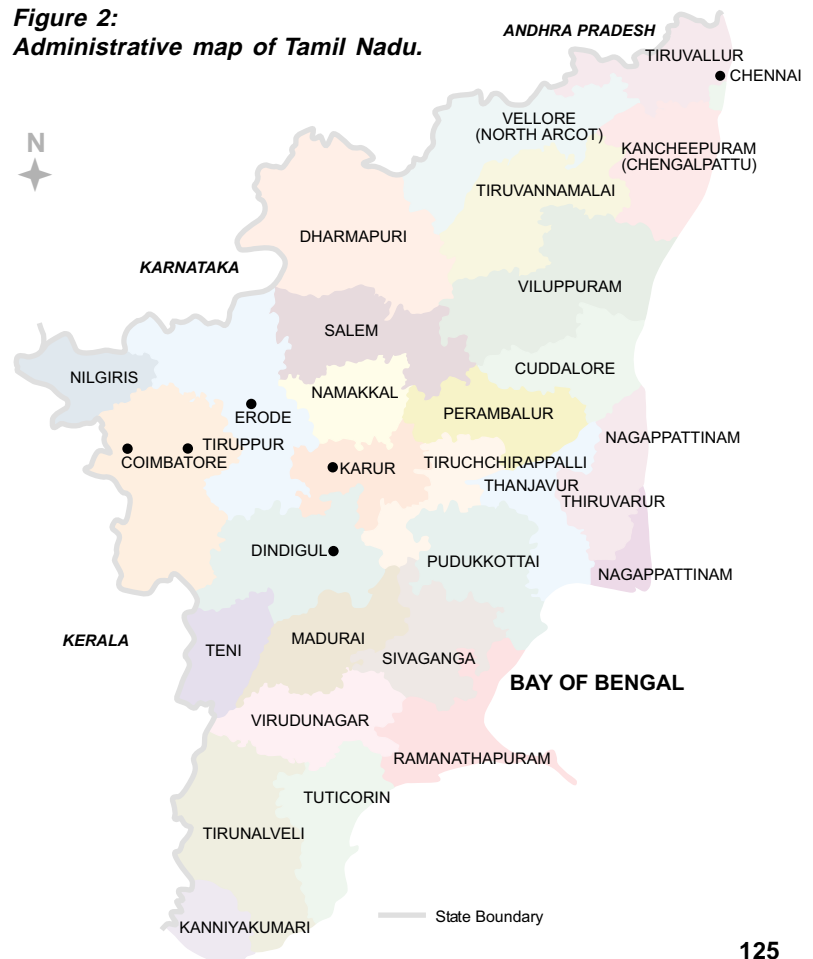 Figure 2:
Administrative map of Tamil Nadu.
ANDHRA PRADESH
TIRUVALLUR
CHENNAI
VELLORE
(NORTH ARCOT)
KANCHEEPURAM
(CHENGALPATTU)
N
TIRUVANNAMALAI
DHARMAPURI
KARNATAKA
VILUPPURAM
SALEM
CUDDALORE
NILGIRIS
NAMAKKAL
ERODE
PERAMBALUR
NAGAPPATTINAM
TIRUPPUR
COIMBATORE
KARUR
TIRUCHCHIRAPPALLI
THANJAVUR
THIRUVARUR
DINDIGUL
PUDUKKOTTAI
NAGAPPATTINAM
KERALA
TENI
MADURAI
SIVAGANGA
BAY OF BENGAL
VIRUDUNAGAR
RAMANATHAPURAM
TUTICORIN
TIRUNALVELI
KANNIYAKUMARI
State Boundary
125